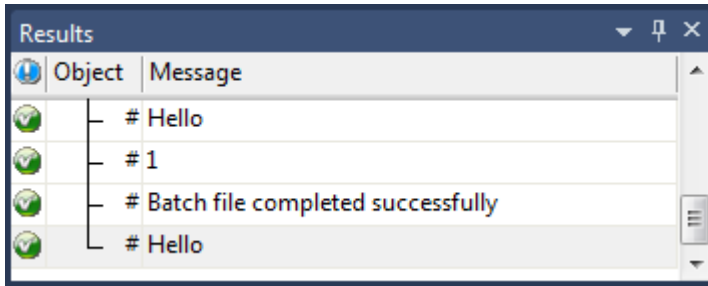 Results
Object Message
# Hello
# 1
# Batch file completed successfully
# Hello